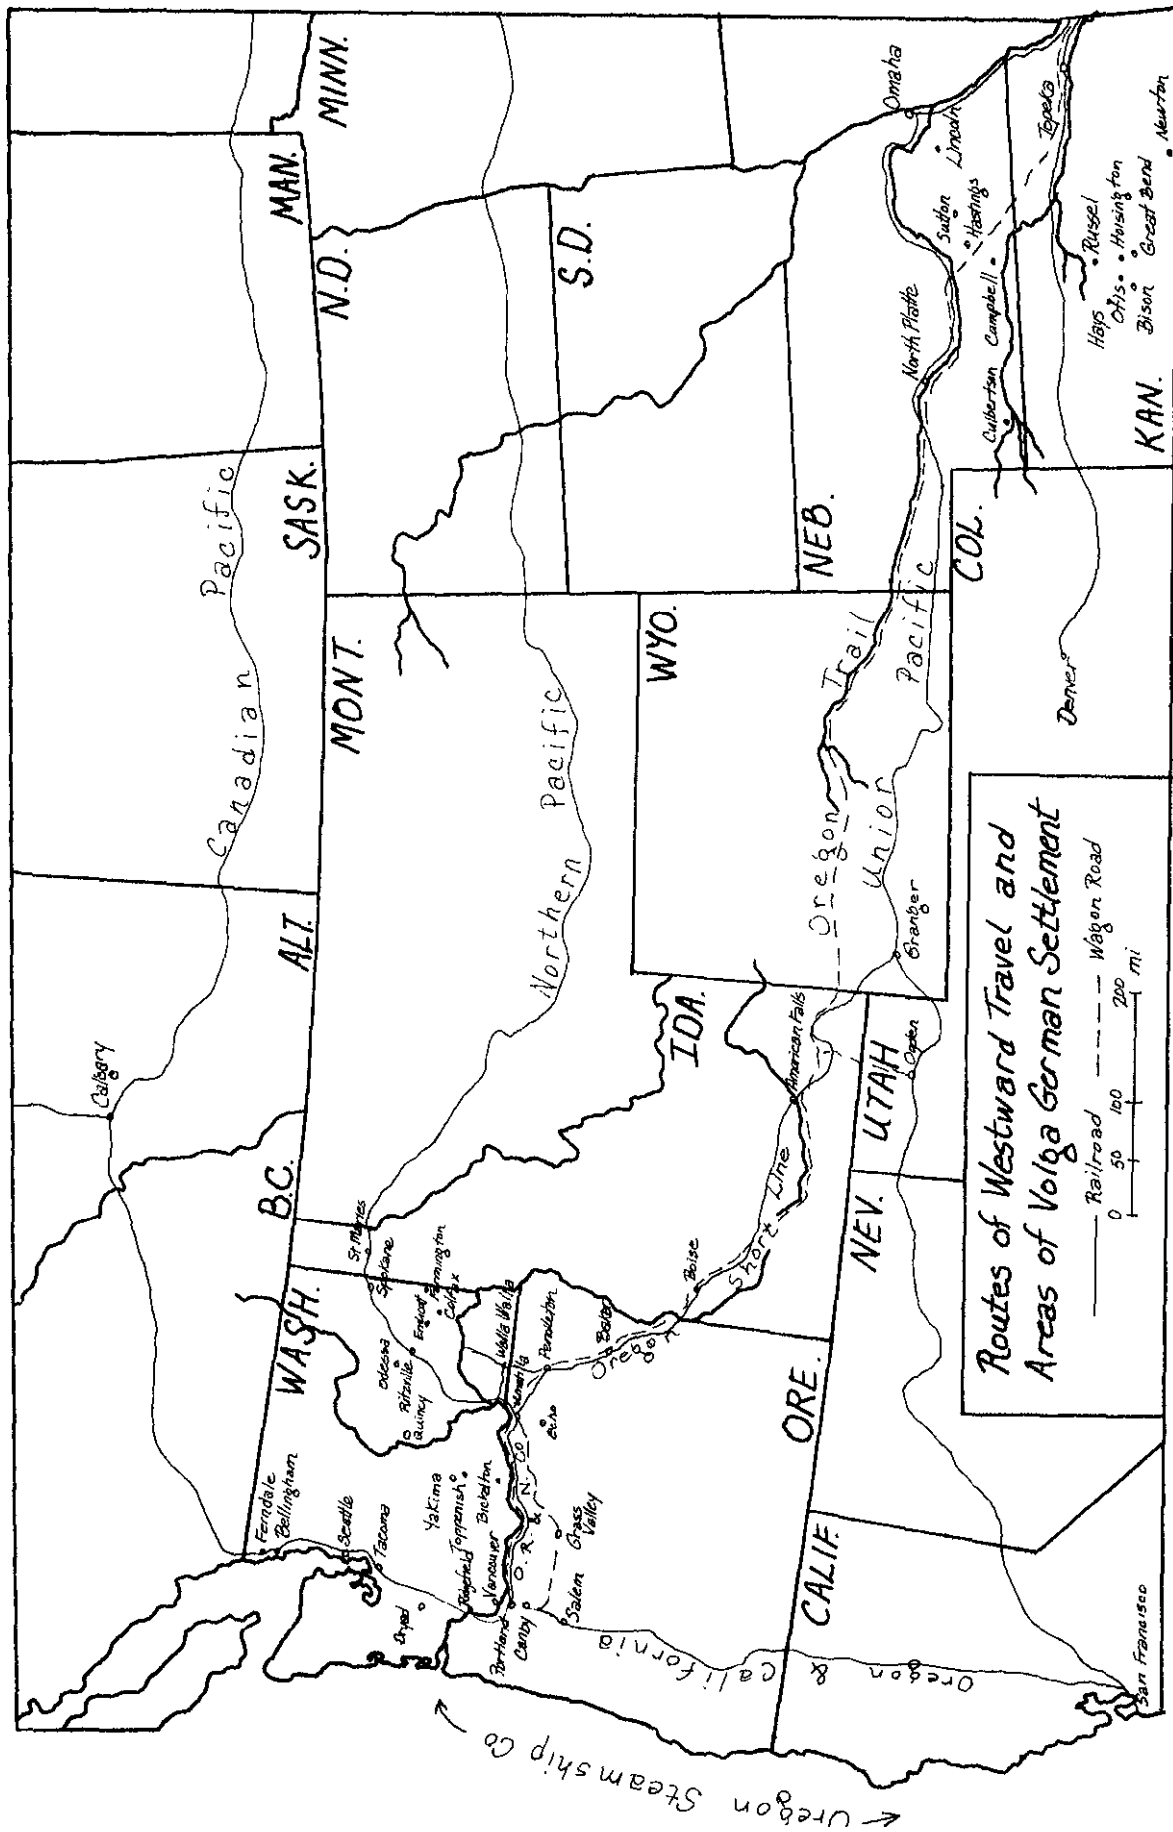 Canadian Pacific
Northern Pacific
Oregon Trail
Union Pacific
Oregon Short Line
O. R. & N. Co
Oregon & California
← Oregon Steamship Co →
B.C.
ALT.
SASK.
MAN.
MINN.
WASH.
MONT.
N.D.
S.D.
IDA.
WYO.
NEB.
ORE.
CALIF.
NEV.
UTAH
COL.
KAN.
Calgary
Ferndale
Bellingham
Seattle
Tacoma
Dryad
Yakima
Toppenish
Bickelton
Ridgefield
Vancouver
Portland
Canby
Salem
Grass Valley
St Maries
Spokane
Odessa
Ritzville
Quincy
Endicott
Farmington
Colfax
Walla Walla
Umatilla
Pendleton
Echo
Baker
Boise
American Falls
Ogden
Granger
San Francisco
Denver
Omaha
Lincoln
Sutton
Hastings
North Platte
Culbertson
Campbell
Topeka
Hays
Russel
Otis
Hoisington
Bison
Great Bend
Newton
Routes of Westward Travel and
Areas of Volga German Settlement
Railroad
Wagon Road
0 50 100 200 mi